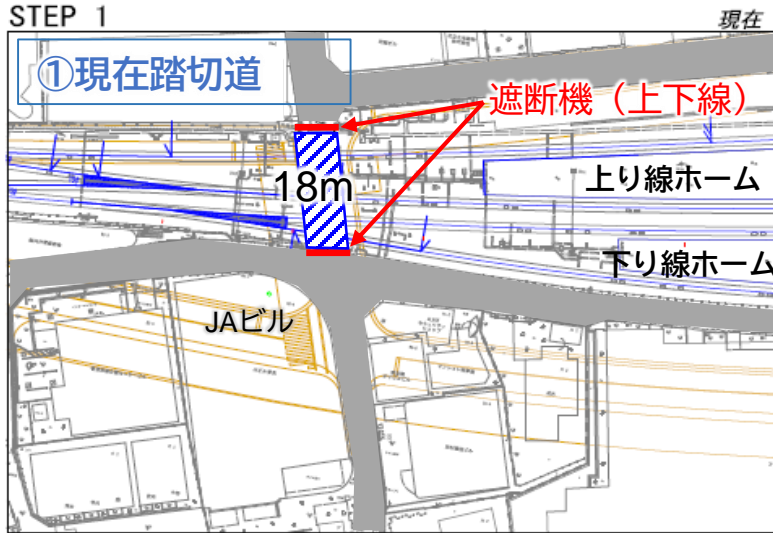 STEP 1
現在
①現在踏切道
遮断機（上下線）
18m
上り線ホーム
下り線ホーム
JAビル